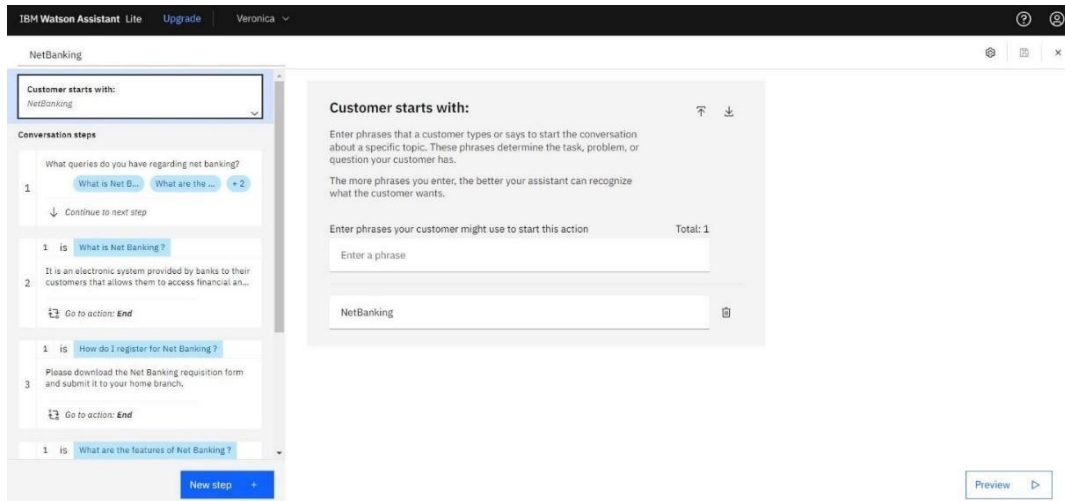 IBM Watson Assistant Lite Upgrade Veronica
NetBanking
Customer starts with:
NetBanking
Conversation steps
1
What queries do you have regarding net banking?
What is Net B... What are the ... + 2
Continue to next step
1 is What is Net Banking ?
2
It is an electronic system provided by banks to their
customers that allows them to access financial an...
Go to action: End
1 is How do I register for Net Banking ?
3
Please download the Net Banking requisition form
and submit it to your home branch.
Go to action: End
1 is What are the features of Net Banking ?
New step +
Customer starts with:
Enter phrases that a customer types or says to start the conversation
about a specific topic. These phrases determine the task, problem, or
question your customer has.
The more phrases you enter, the better your assistant can recognize
what the customer wants.
Enter phrases your customer might use to start this action Total: 1
Enter a phrase
NetBanking
Preview